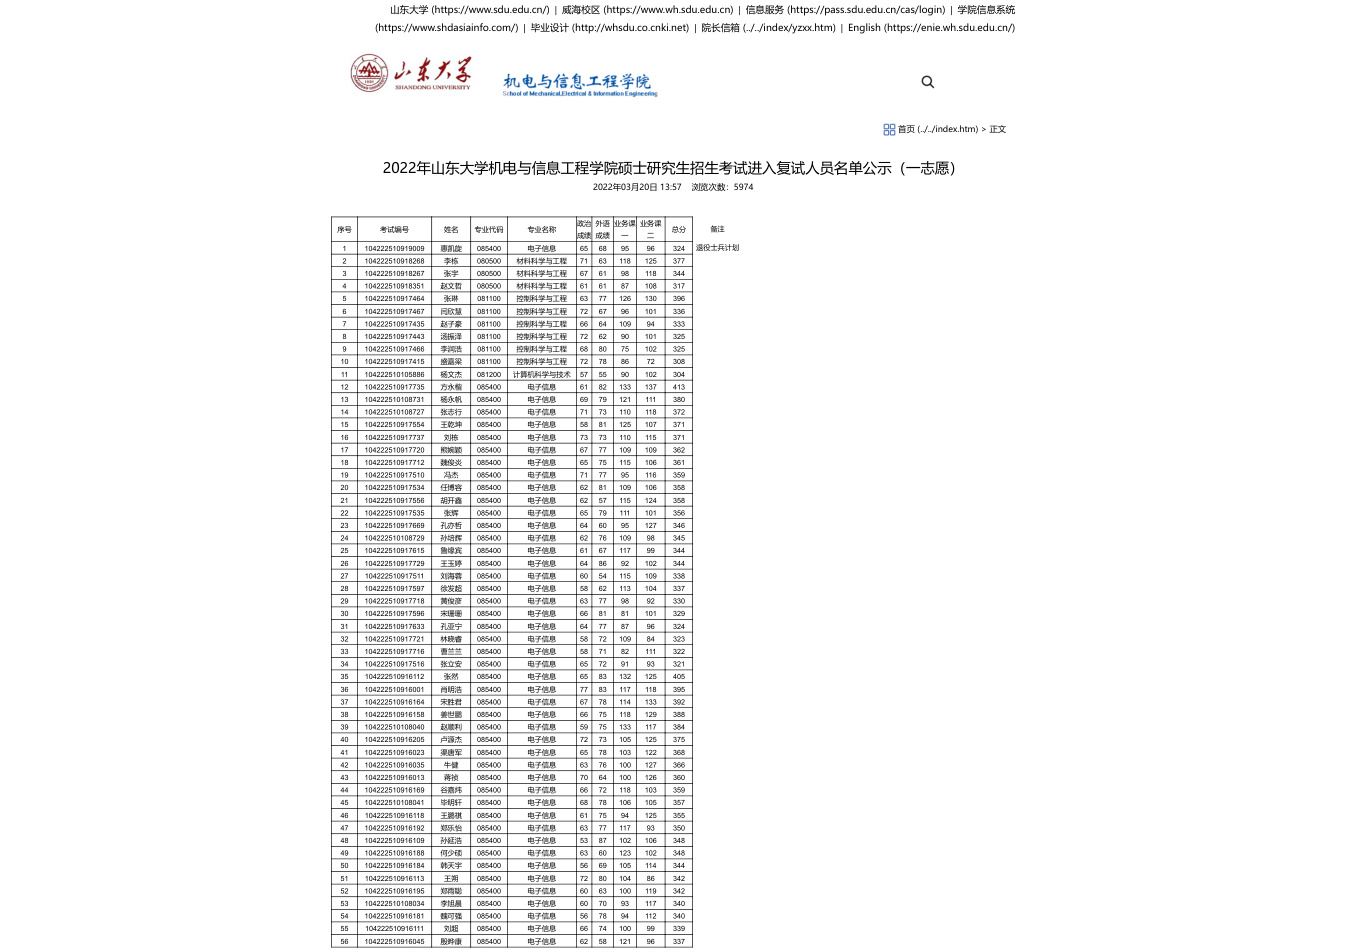 山东大学 (https://www.sdu.edu.cn/) | 威海校区 (https://www.wh.sdu.edu.cn) | 信息服务 (https://pass.sdu.edu.cn/cas/login) | 学院信息系统
(https://www.shdasiainfo.com/) | 毕业设计 (http://whsdu.co.cnki.net) | 院长信箱 (../../index/yzxx.htm) | English (https://enie.wh.sdu.edu.cn/)
山东大学 机电与信息工程学院
SHANDONG UNIVERSITY School of Mechanical,Electrical & Information Engineering
首页 (../../index.htm) > 正文
2022年山东大学机电与信息工程学院硕士研究生招生考试进入复试人员名单公示（一志愿）
2022年03月20日 13:57 浏览次数：5974
序号 考试编号 姓名 专业代码 专业名称 政治成绩 外语成绩 业务课一 业务课二 总分 备注
1 104222510919009 惠凯旋 085400 电子信息 65 68 95 96 324 退役士兵计划
2 104222510918268 李栋 080500 材料科学与工程 71 63 118 125 377
3 104222510918267 张宇 080500 材料科学与工程 67 61 98 118 344
4 104222510918351 赵文哲 080500 材料科学与工程 61 61 87 108 317
5 104222510917464 张琳 081100 控制科学与工程 63 77 126 130 396
6 104222510917467 闫欣慧 081100 控制科学与工程 72 67 96 101 336
7 104222510917435 赵子豪 081100 控制科学与工程 66 64 109 94 333
8 104222510917443 汤振泽 081100 控制科学与工程 72 62 90 101 325
9 104222510917466 李润浩 081100 控制科学与工程 68 80 75 102 325
10 104222510917415 盛嘉梁 081100 控制科学与工程 72 78 86 72 308
11 104222510105886 杨文杰 081200 计算机科学与技术 57 55 90 102 304
12 104222510917735 方永楷 085400 电子信息 61 82 133 137 413
13 104222510108731 杨永帆 085400 电子信息 69 79 121 111 380
14 104222510108727 张志行 085400 电子信息 71 73 110 118 372
15 104222510917554 王乾坤 085400 电子信息 58 81 125 107 371
16 104222510917737 刘栋 085400 电子信息 73 73 110 115 371
17 104222510917720 熊婉颖 085400 电子信息 67 77 109 109 362
18 104222510917712 魏俊炎 085400 电子信息 65 75 115 106 361
19 104222510917510 冯杰 085400 电子信息 71 77 95 116 359
20 104222510917534 任博容 085400 电子信息 62 81 109 106 358
21 104222510917556 胡开鑫 085400 电子信息 62 57 115 124 358
22 104222510917535 张辉 085400 电子信息 65 79 111 101 356
23 104222510917669 孔亦哲 085400 电子信息 64 60 95 127 346
24 104222510108729 孙培辉 085400 电子信息 62 76 109 98 345
25 104222510917615 鲁缘宾 085400 电子信息 61 67 117 99 344
26 104222510917729 王玉婷 085400 电子信息 64 86 92 102 344
27 104222510917511 刘海蓉 085400 电子信息 60 54 115 109 338
28 104222510917597 徐发超 085400 电子信息 58 62 113 104 337
29 104222510917718 黄俊彦 085400 电子信息 63 77 98 92 330
30 104222510917596 宋珊珊 085400 电子信息 66 81 81 101 329
31 104222510917633 孔亚宁 085400 电子信息 64 77 87 96 324
32 104222510917721 林晓睿 085400 电子信息 58 72 109 84 323
33 104222510917716 曹兰兰 085400 电子信息 58 71 82 111 322
34 104222510917516 张立安 085400 电子信息 65 72 91 93 321
35 104222510916112 张然 085400 电子信息 65 83 132 125 405
36 104222510916001 肖明浩 085400 电子信息 77 83 117 118 395
37 104222510916164 宋胜君 085400 电子信息 67 78 114 133 392
38 104222510916158 姜世鹏 085400 电子信息 66 75 118 129 388
39 104222510108040 赵顺利 085400 电子信息 59 75 133 117 384
40 104222510916205 卢源杰 085400 电子信息 72 73 105 125 375
41 104222510916023 渠唐军 085400 电子信息 65 78 103 122 368
42 104222510916035 牛健 085400 电子信息 63 76 100 127 366
43 104222510916013 蒋祯 085400 电子信息 70 64 100 126 360
44 104222510916169 谷嘉炜 085400 电子信息 66 72 118 103 359
45 104222510108041 毕明轩 085400 电子信息 68 78 106 105 357
46 104222510916118 王鹏祺 085400 电子信息 61 75 94 125 355
47 104222510916192 郑乐怡 085400 电子信息 63 77 117 93 350
48 104222510916109 孙延浩 085400 电子信息 53 87 102 106 348
49 104222510916188 何少硕 085400 电子信息 63 60 123 102 348
50 104222510916184 韩天宇 085400 电子信息 56 69 105 114 344
51 104222510916113 王朔 085400 电子信息 72 80 104 86 342
52 104222510916195 郑雨聪 085400 电子信息 60 63 100 119 342
53 104222510108034 李旭晨 085400 电子信息 60 70 93 117 340
54 104222510916181 魏可强 085400 电子信息 56 78 94 112 340
55 104222510916111 刘超 085400 电子信息 66 74 100 99 339
56 104222510916045 殷晔康 085400 电子信息 62 58 121 96 337